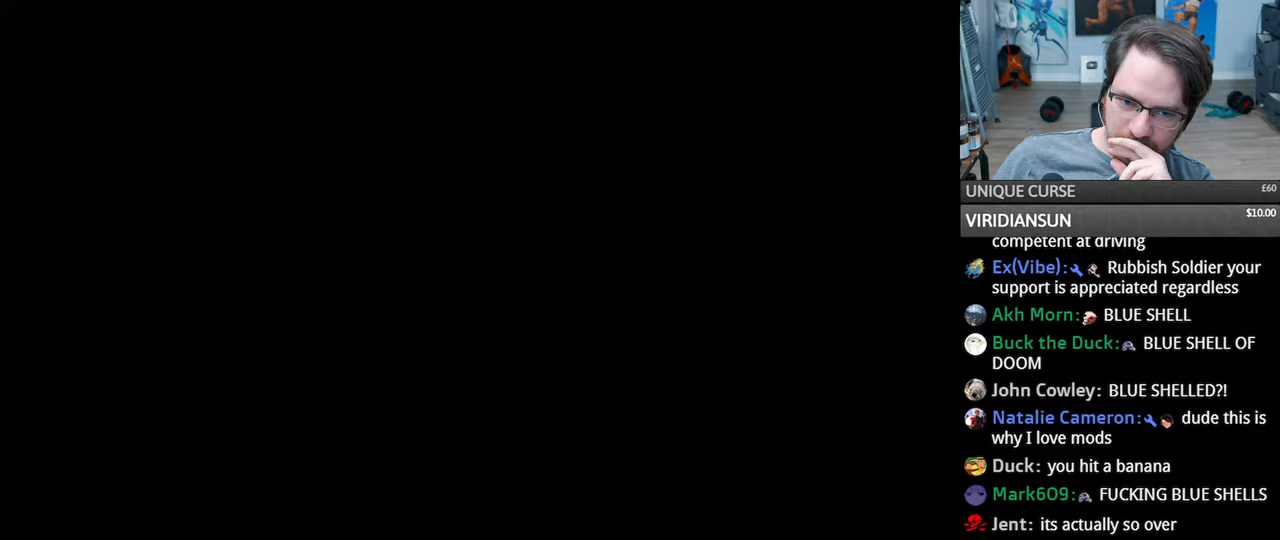 UNIQUE CURSE £60
VIRIDIANSUN $10.00
competent at driving
Ex(Vibe): Rubbish Soldier your
support is appreciated regardless
Akh Morn: BLUE SHELL
Buck the Duck: BLUE SHELL OF
DOOM
John Cowley: BLUE SHELLED?!
Natalie Cameron: dude this is
why I love mods
Duck: you hit a banana
Mark609: FUCKING BLUE SHELLS
Jent: its actually so over